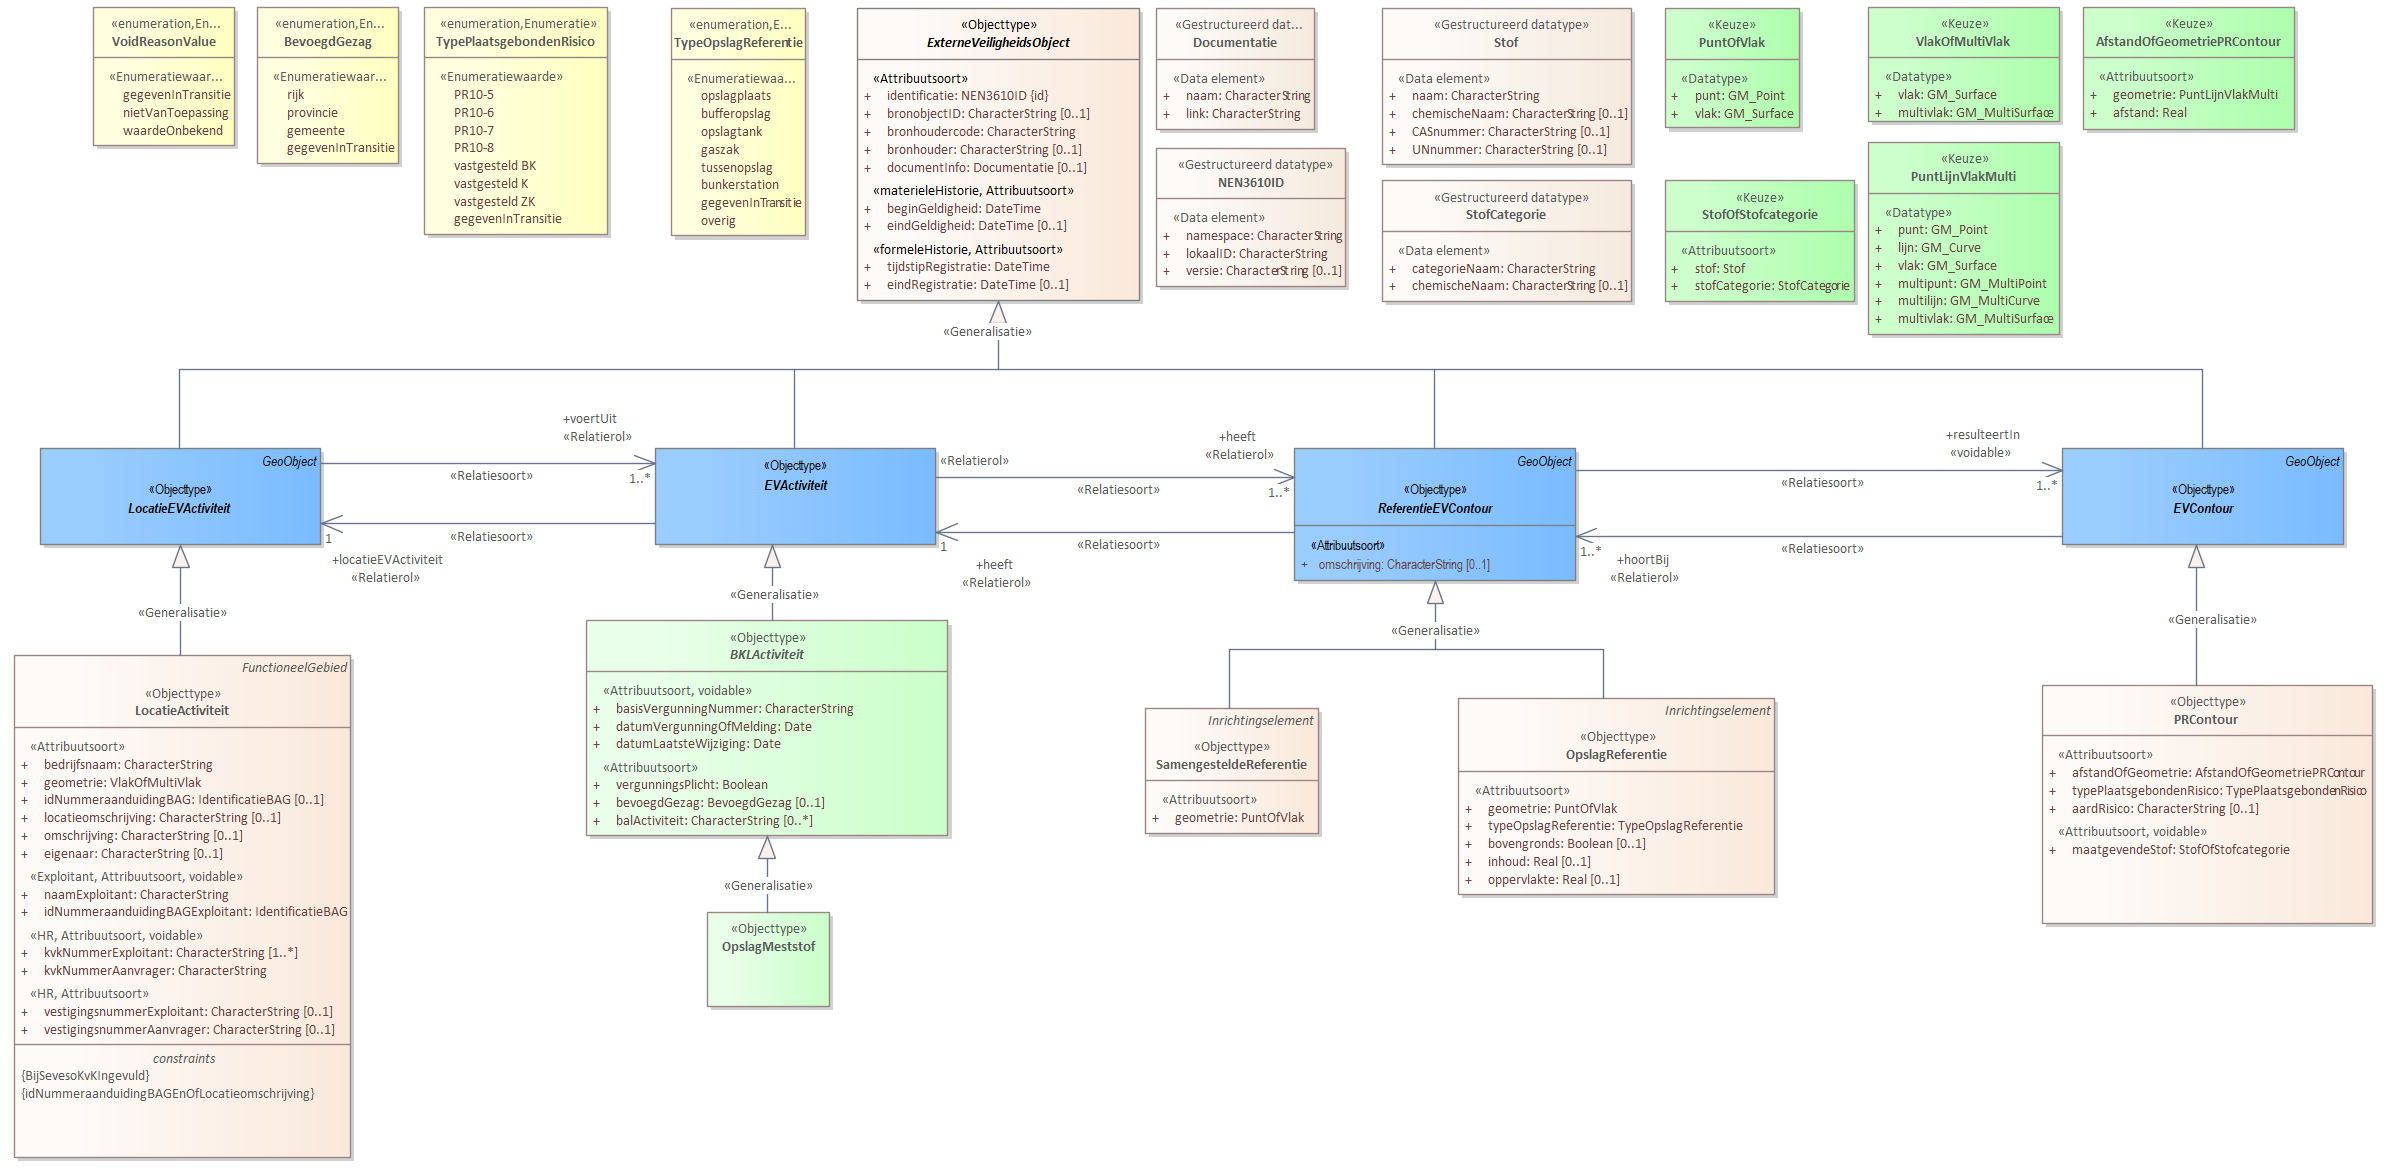 «enumeration,En...
VoidReasonValue
«Enumeratiewaar...
gegevenInTransitie
nietVanToepassing
waardeOnbekend
«enumeration,En...
BevoegdGezag
«Enumeratiewaar...
rijk
provincie
gemeente
gegevenInTransitie
«enumeration,Enumeratie»
TypePlaatsgebondenRisico
«Enumeratiewaarde»
PR10-5
PR10-6
PR10-7
PR10-8
vastgesteld BK
vastgesteld K
vastgesteld ZK
gegevenInTransitie
«enumeration,En...
TypeOpslagReferentie
«Enumeratiewaa...
opslagplaats
bufferopslag
opslagtank
gaszak
tussenopslag
bunkerstation
gegevenInTransitie
overig
«Objecttype»
ExterneVeiligheidsObject
«Attribuutsoort»
+ identificatie: NEN3610ID {id}
+ bronobjectID: CharacterString [0..1]
+ bronhoudercode: CharacterString
+ bronhouder: CharacterString [0..1]
+ documentInfo: Documentatie [0..1]
«materieleHistorie, Attribuutsoort»
+ beginGeldigheid: DateTime
+ eindGeldigheid: DateTime [0..1]
«formeleHistorie, Attribuutsoort»
+ tijdstipRegistratie: DateTime
+ eindRegistratie: DateTime [0..1]
«Gestructureerd dat...
Documentatie
«Data element»
+ naam: CharacterString
+ link: CharacterString
«Gestructureerd datatype»
NEN3610ID
«Data element»
+ namespace: CharacterString
+ lokaalID: CharacterString
+ versie: CharacterString [0..1]
«Gestructureerd datatype»
Stof
«Data element»
+ naam: CharacterString
+ chemischeNaam: CharacterString [0..1]
+ CASnummer: CharacterString [0..1]
+ UNnummer: CharacterString [0..1]
«Gestructureerd datatype»
StofCategorie
«Data element»
+ categorieNaam: CharacterString
+ chemischeNaam: CharacterString [0..1]
«Keuze»
PuntOfVlak
«Datatype»
+ punt: GM_Point
+ vlak: GM_Surface
«Keuze»
StofOfStofcategorie
«Attribuutsoort»
+ stof: Stof
+ stofCategorie: StofCategorie
«Keuze»
VlakOfMultiVlak
«Datatype»
+ vlak: GM_Surface
+ multivlak: GM_MultiSurface
«Keuze»
PuntLijnVlakMulti
«Datatype»
+ punt: GM_Point
+ lijn: GM_Curve
+ vlak: GM_Surface
+ multipunt: GM_MultiPoint
+ multilijn: GM_MultiCurve
+ multivlak: GM_MultiSurface
«Keuze»
AfstandOfGeometriePRContour
«Attribuutsoort»
+ geometrie: PuntLijnVlakMulti
+ afstand: Real
«Generalisatie»
GeoObject
«Objecttype»
LocatieEVActiviteit
+voertUit
«Relatierol»
«Relatiesoort»
1..*
«Relatiesoort»
1
+locatieEVActiviteit
«Relatierol»
«Objecttype»
EVActiviteit
«Relatierol»
+heeft
«Relatierol»
«Relatiesoort»
1..*
«Relatiesoort»
1
+heeft
«Relatierol»
GeoObject
«Objecttype»
ReferentieEVContour
«Attribuutsoort»
+ omschrijving: CharacterString [0..1]
+resulteertIn
«voidable»
«Relatiesoort»
1..*
«Relatiesoort»
1..*
+hoortBij
«Relatierol»
GeoObject
«Objecttype»
EVContour
«Generalisatie»
«Generalisatie»
«Generalisatie»
«Generalisatie»
FunctioneelGebied
«Objecttype»
LocatieActiviteit
«Attribuutsoort»
+ bedrijfsnaam: CharacterString
+ geometrie: VlakOfMultiVlak
+ idNummeraanduidingBAG: IdentificatieBAG [0..1]
+ locatieomschrijving: CharacterString [0..1]
+ omschrijving: CharacterString [0..1]
+ eigenaar: CharacterString [0..1]
«Exploitant, Attribuutsoort, voidable»
+ naamExploitant: CharacterString
+ idNummeraanduidingBAGExploitant: IdentificatieBAG
«HR, Attribuutsoort, voidable»
+ kvkNummerExploitant: CharacterString [1..*]
+ kvkNummerAanvrager: CharacterString
«HR, Attribuutsoort»
+ vestigingsnummerExploitant: CharacterString [0..1]
+ vestigingsnummerAanvrager: CharacterString [0..1]
constraints
{BijSevesoKvKIngevuld}
{idNummeraanduidingBAGEnOfLocatieomschrijving}
«Objecttype»
BKLActiviteit
«Attribuutsoort, voidable»
+ basisVergunningNummer: CharacterString
+ datumVergunningOfMelding: Date
+ datumLaatsteWijziging: Date
«Attribuutsoort»
+ vergunningsPlicht: Boolean
+ bevoegdGezag: BevoegdGezag [0..1]
+ balActiviteit: CharacterString [0..*]
«Generalisatie»
«Objecttype»
OpslagMeststof
Inrichtingselement
«Objecttype»
SamengesteldeReferentie
«Attribuutsoort»
+ geometrie: PuntOfVlak
Inrichtingselement
«Objecttype»
OpslagReferentie
«Attribuutsoort»
+ geometrie: PuntOfVlak
+ typeOpslagReferentie: TypeOpslagReferentie
+ bovengronds: Boolean [0..1]
+ inhoud: Real [0..1]
+ oppervlakte: Real [0..1]
«Objecttype»
PRContour
«Attribuutsoort»
+ afstandOfGeometrie: AfstandOfGeometriePRContour
+ typePlaatsgebondenRisico: TypePlaatsgebondenRisico
+ aardRisico: CharacterString [0..1]
«Attribuutsoort, voidable»
+ maatgevendeStof: StofOfStofcategorie